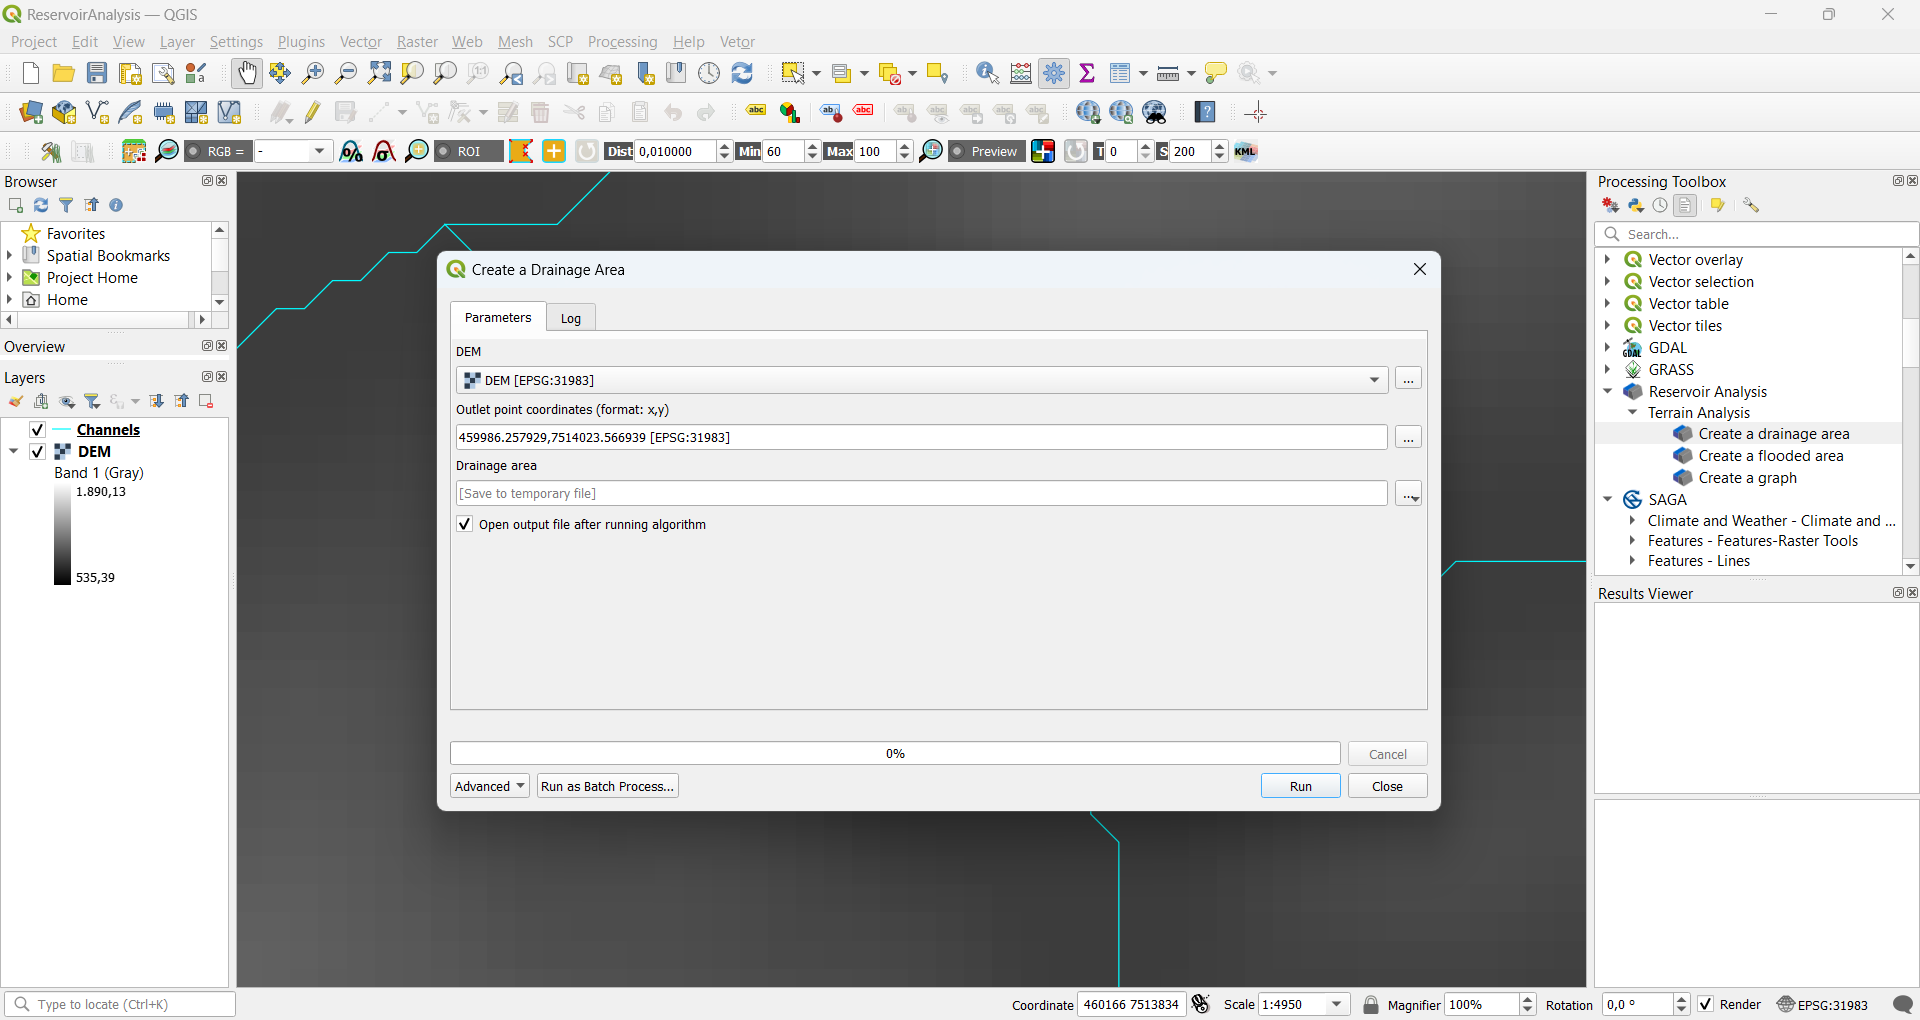 ReservoirAnalysis — QGIS
Project Edit View Layer Settings Plugins Vector Raster Web Mesh SCP Processing Help Vetor
RGB = - ROI Dist 0,010000 Min 60 Max 100 Preview T 0 S 200 KML
Browser
Favorites
Spatial Bookmarks
Project Home
Home
Overview
Layers
Channels
DEM
Band 1 (Gray)
1.890,13
535,39
Create a Drainage Area
Parameters Log
DEM
DEM [EPSG:31983]
...
Outlet point coordinates (format: x,y)
459986.257929,7514023.566939 [EPSG:31983]
...
Drainage area
[Save to temporary file]
...
Open output file after running algorithm
0%
Cancel
Advanced Run as Batch Process... Run Close
Processing Toolbox
Search...
Vector overlay
Vector selection
Vector table
Vector tiles
GDAL
GRASS
Reservoir Analysis
Terrain Analysis
Create a drainage area
Create a flooded area
Create a graph
SAGA
Climate and Weather - Climate and ...
Features - Features-Raster Tools
Features - Lines
Results Viewer
Type to locate (Ctrl+K)
Coordinate 460166 7513834 Scale 1:4950 Magnifier 100% Rotation 0,0 ° Render EPSG:31983